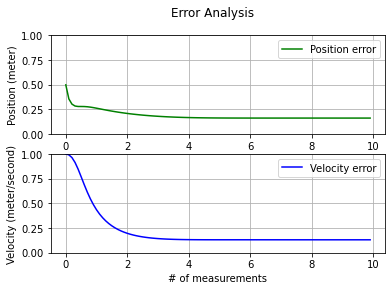 Error Analysis
Position (meter)
1.00
0.75
0.50
0.25
0.00
Position error
0 2 4 6 8 10
Velocity (meter/second)
1.00
0.75
0.50
0.25
0.00
Velocity error
0 2 4 6 8 10
# of measurements